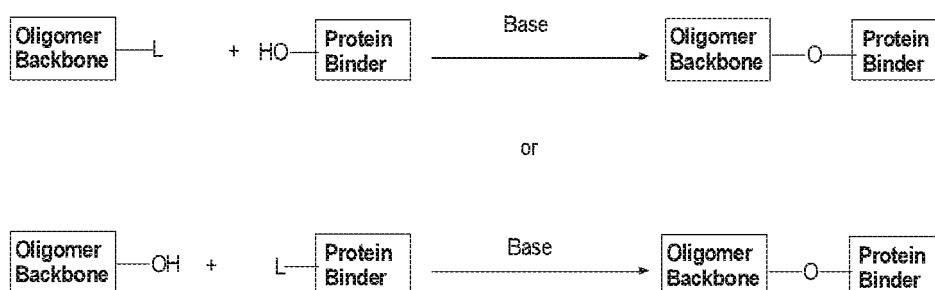 Oligomer Backbone —L + HO— Protein Binder Base Oligomer Backbone —O— Protein Binder
or
Oligomer Backbone —OH + L— Protein Binder Base Oligomer Backbone —O— Protein Binder